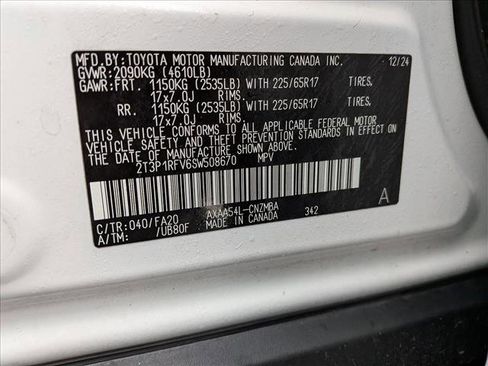 MFD.BY:TOYOTA MOTOR MANUFACTURING CANADA INC. 12/24
GVWR:2090KG (4610LB)
GAWR:FRT. 1150KG (2535LB) WITH 225/65R17 TIRES,
17x7.0J RIMS,
RR. 1150KG (2535LB) WITH 225/65R17 TIRES,
17x7.0J RIMS.
THIS VEHICLE CONFORMS TO ALL APPLICABLE FEDERAL MOTOR
VEHICLE SAFETY AND THEFT PREVENTION STANDARDS IN EFFECT
ON THE DATE OF MANUFACTURE SHOWN ABOVE.
2T3P1RFV6SW508670 MPV
C/TR:040/FA20 AXAA54L-CNZMBA 342 A
A/TM: /UB80F MADE IN CANADA